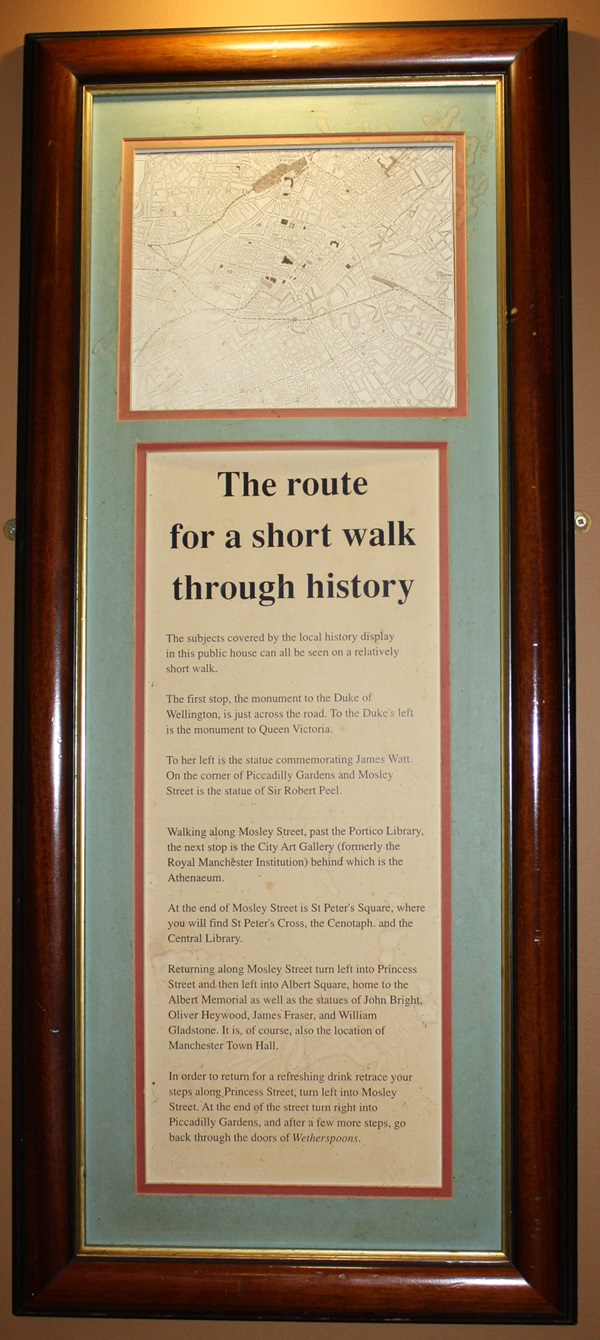 The route
for a short walk
through history
The subjects covered by the local history display
in this public house can all be seen on a relatively
short walk.
The first stop, the monument to the Duke of
Wellington, is just across the road. To the Duke's left
is the monument to Queen Victoria.
To her left is the statue commemorating James Watt.
On the corner of Piccadilly Gardens and Mosley
Street is the statue of Sir Robert Peel.
Walking along Mosley Street, past the Portico Library,
the next stop is the City Art Gallery (formerly the
Royal Manchester Institution) behind which is the
Athenaeum.
At the end of Mosley Street is St Peter's Square, where
you will find St Peter's Cross, the Cenotaph. and the
Central Library.
Returning along Mosley Street turn left into Princess
Street and then left into Albert Square, home to the
Albert Memorial as well as the statues of John Bright,
Oliver Heywood, James Fraser, and William
Gladstone. It is, of course, also the location of
Manchester Town Hall.
In order to return for a refreshing drink retrace your
steps along Princess Street, turn left into Mosley
Street. At the end of the street turn right into
Piccadilly Gardens, and after a few more steps, go
back through the doors of Wetherspoons.